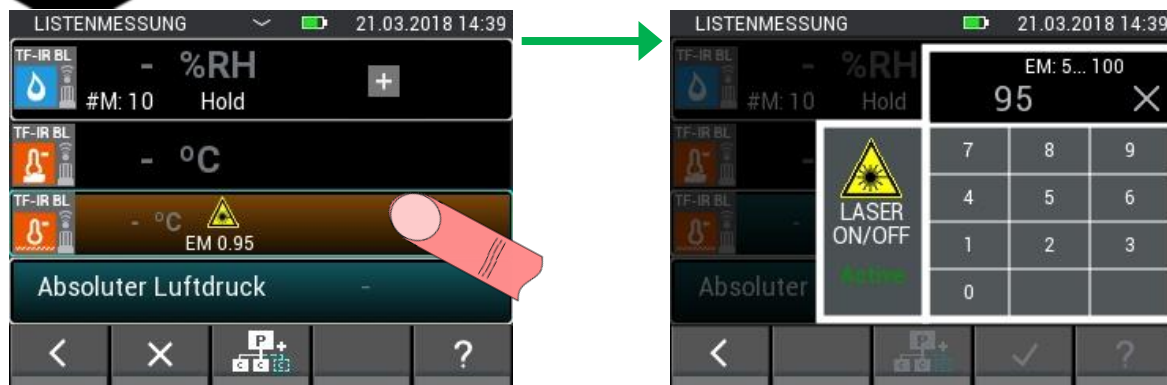 LISTENMESSUNG 21.03.2018 14:39
TF-IR BL
- %RH
#M: 10 Hold
+
TF-IR BL
- °C
TF-IR BL
- °C
EM 0.95
Absoluter Luftdruck -
P +
C C C
?
LISTENMESSUNG 21.03.2018 14:39
TF-IR BL
- %RH
#M: 10 Hold
EM: 5... 100
95
TF-IR BL
-
TF-IR BL
-
LASER
ON/OFF
Active
7 8 9
4 5 6
1 2 3
0
Absoluter
P +
?